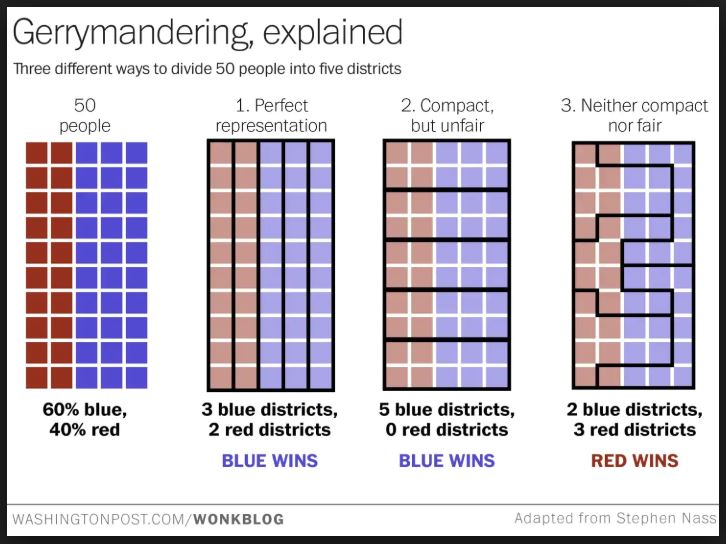 Gerrymandering, explained
Three different ways to divide 50 people into five districts
50
people
1. Perfect
representation
2. Compact,
but unfair
3. Neither compact
nor fair
60% blue,
40% red
3 blue districts,
2 red districts
5 blue districts,
0 red districts
2 blue districts,
3 red districts
BLUE WINS
BLUE WINS
RED WINS
WASHINGTONPOST.COM/WONKBLOG
Adapted from Stephen Nass